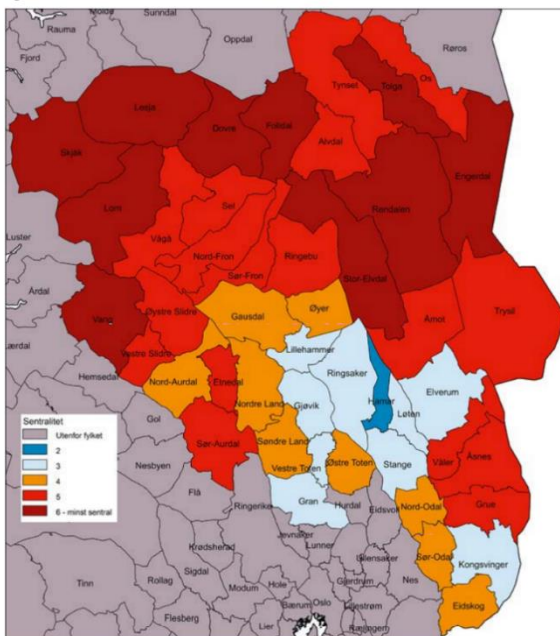 Sunndal
Rauma
Oppdal
Fjord
Røros
Os
Tynset
Tolga
Lesja
Dovre
Folldal
Alvdal
Skjåk
Engerdal
Lom
Sel
Rendalen
Luster
Vågå
Nord-Fron
Ringebu
Sør-Fron
Stor-Elvdal
Årdal
Vang
Øystre Slidre
Gausdal
Øyer
Åmot
Trysil
Lærdal
Vestre Slidre
Lillehammer
Hemsedal
Nord-Aurdal
Etnedal
Ringsaker
Nordre Land
Gjøvik
Hamar
Løten
Elverum
Sentralitet
Utenfor fylket
2
3
4
5
6 - minst sentral
Gol
Sør-Aurdal
Søndre Land
Stange
Våler
Åsnes
Nesbyen
Vestre Toten
Østre Toten
Flå
Ringerike
Gran
Hurdal
Eidsvoll
Nord-Odal
Grue
Jevnaker
Lunner
Krødsherad
Sigdal
Ullensaker
Sør-Odal
Kongsvinger
Tinn
Rollag
Modum
Hole
Gjerdrum
Nes
Bærum
Oslo
Lillestrøm
Eidskog
Flesberg
Lier